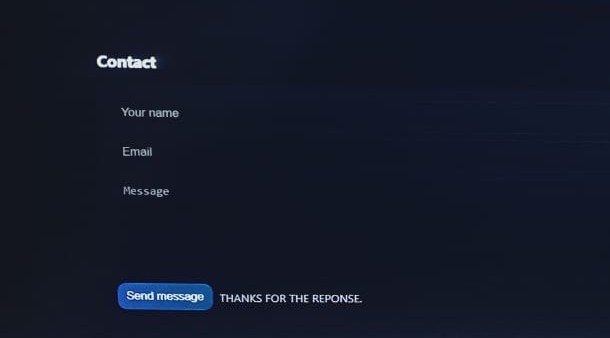 Contact
Your name
Email
Message
Send message THANKS FOR THE REPONSE.